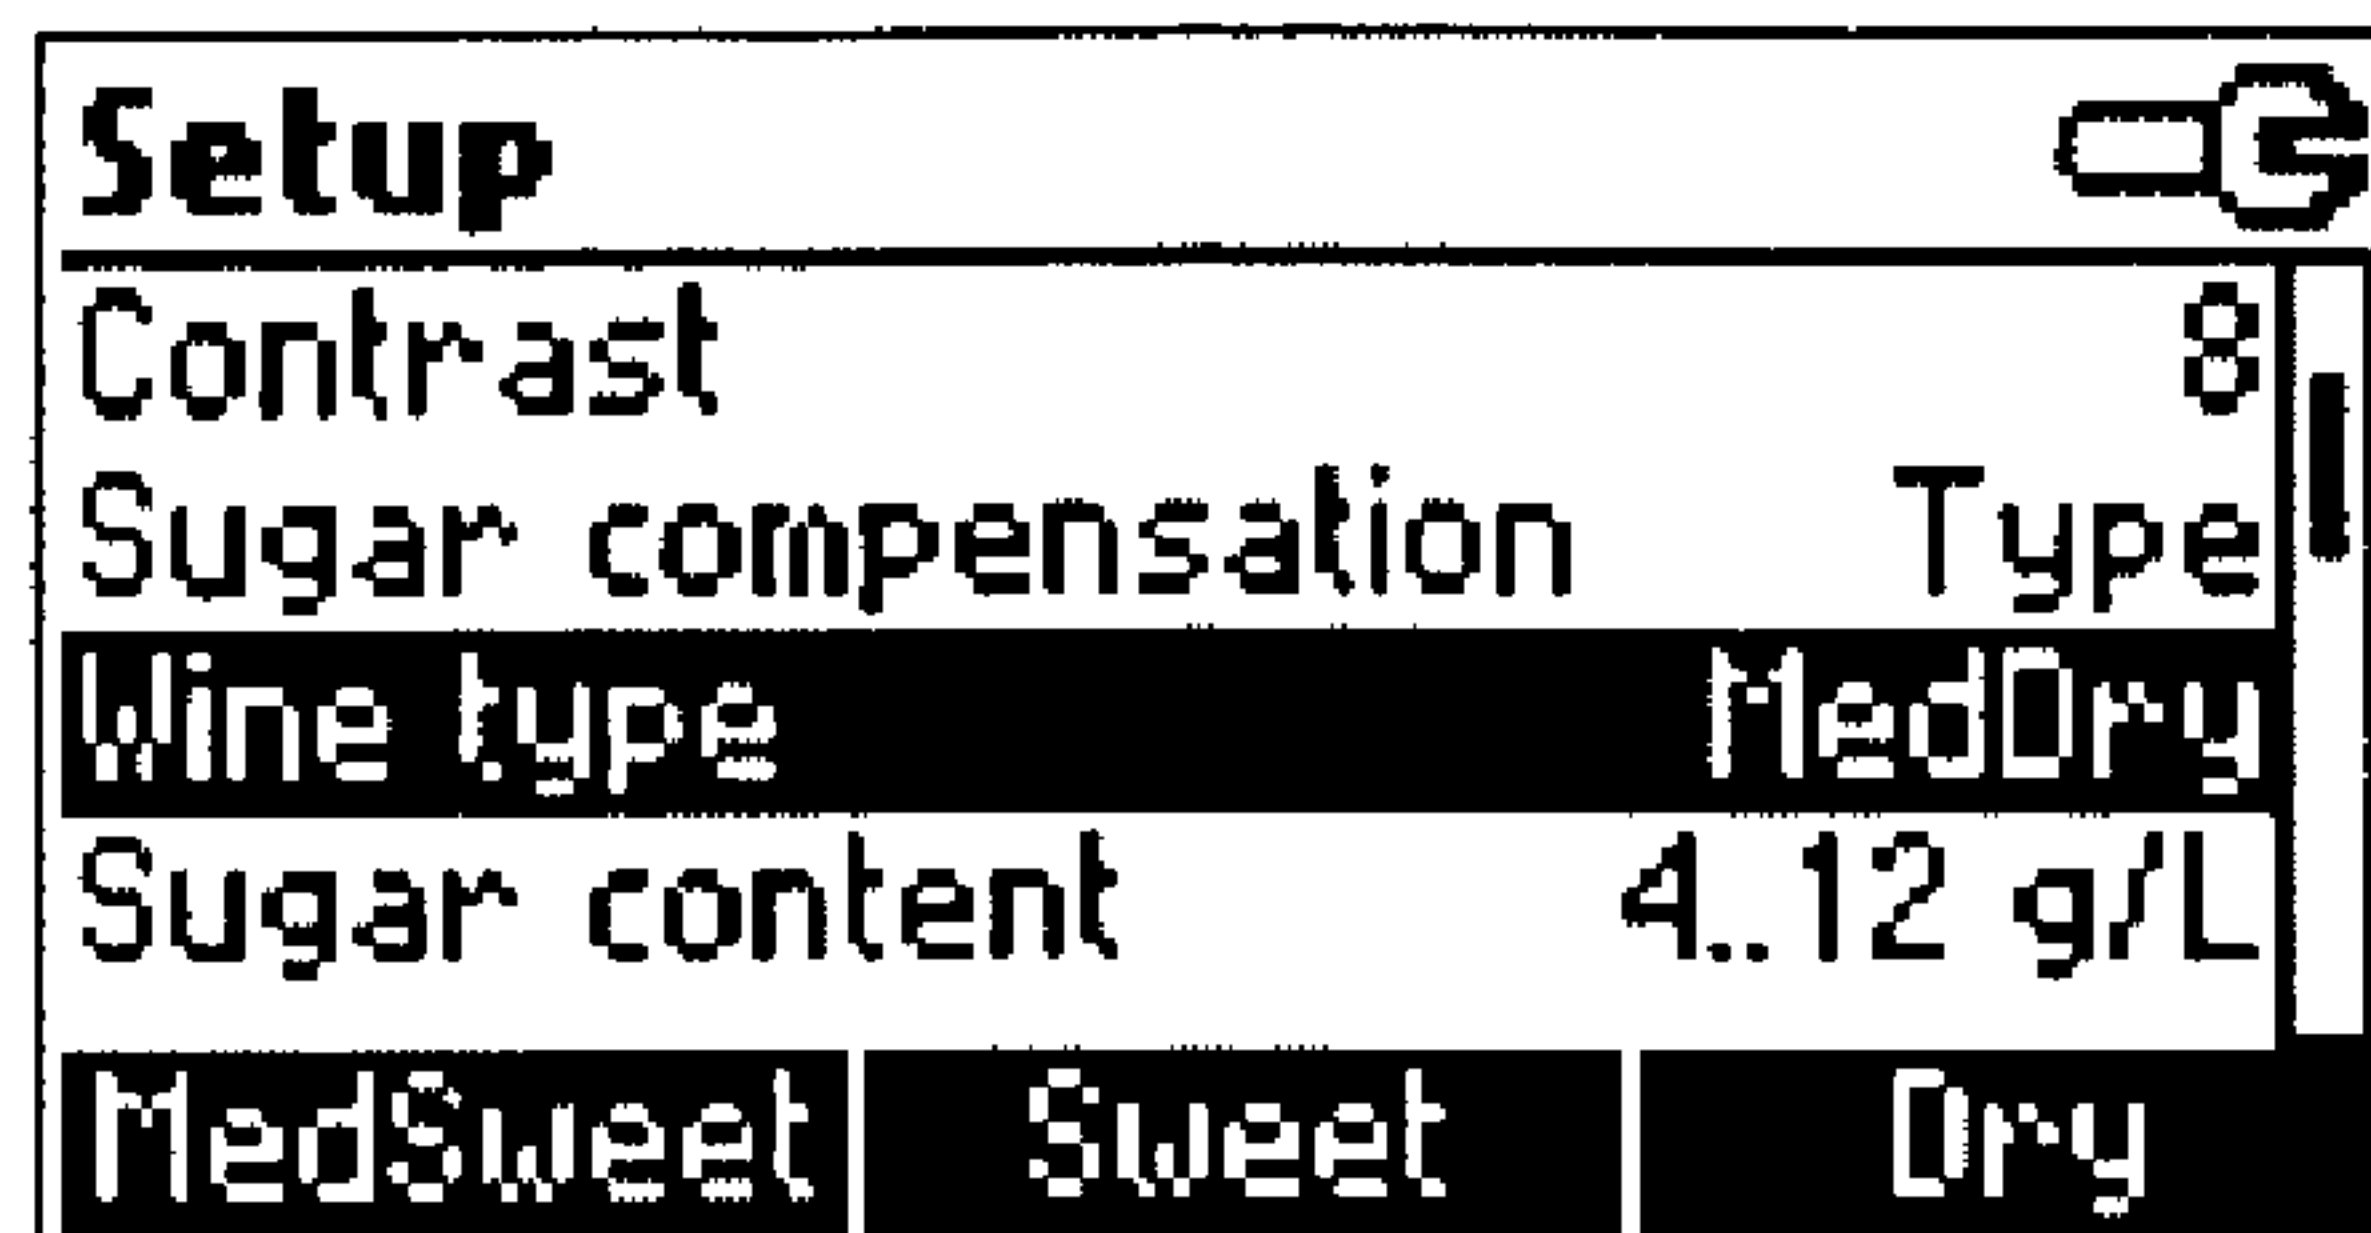 Setup
Contrast 8
Sugar compensation Type
Wine type MedDry
Sugar content 4..12 g/L
MedSweet Sweet Dry